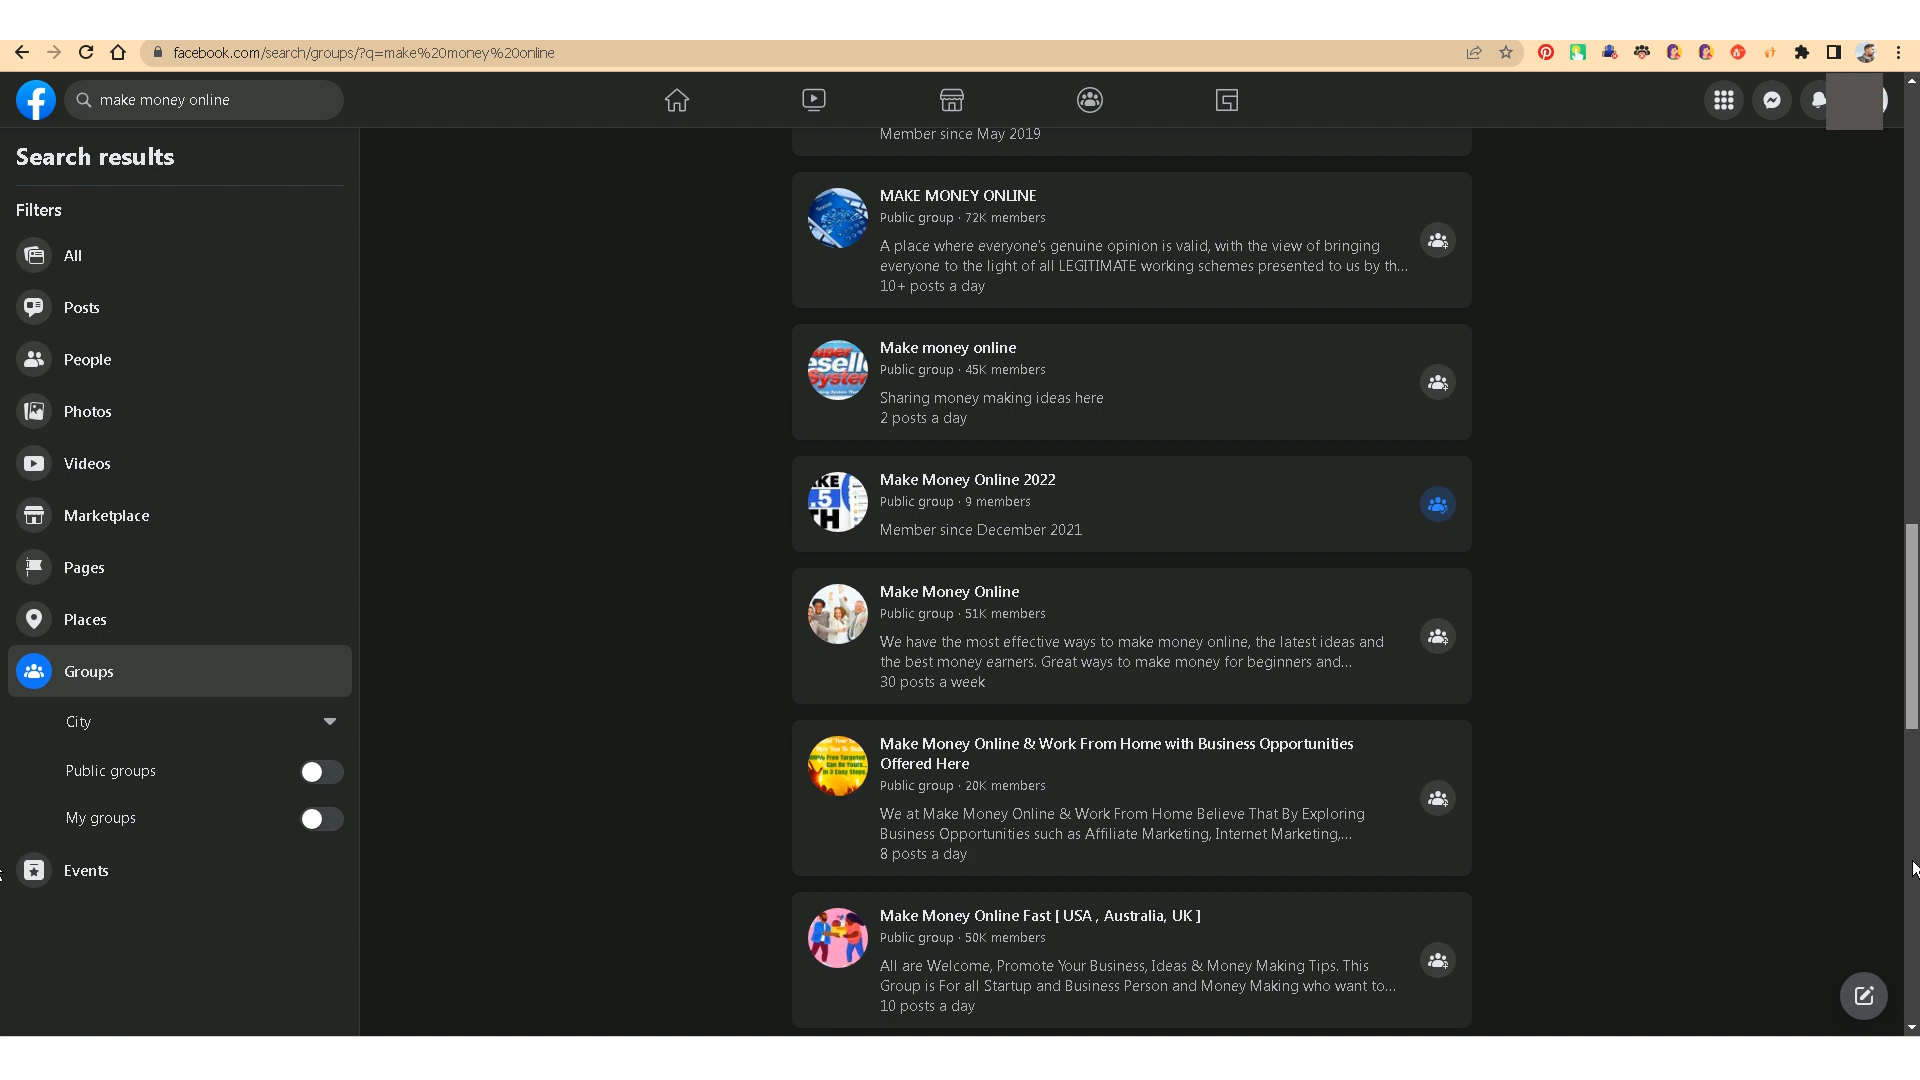 facebook.com/search/groups/?q=make%20money%20online
make money online
Search results
Filters
All
Posts
People
Photos
Videos
Marketplace
Pages
Places
Groups
City
Public groups
My groups
Events
Member since May 2019
MAKE MONEY ONLINE
Public group · 72K members
A place where everyone's genuine opinion is valid, with the view of bringing
everyone to the light of all LEGITIMATE working schemes presented to us by th...
10+ posts a day
Make money online
Public group · 45K members
Sharing money making ideas here
2 posts a day
Make Money Online 2022
Public group · 9 members
Member since December 2021
Make Money Online
Public group · 51K members
We have the most effective ways to make money online, the latest ideas and
the best money earners. Great ways to make money for beginners and...
30 posts a week
Make Money Online & Work From Home with Business Opportunities
Offered Here
Public group · 20K members
We at Make Money Online & Work From Home Believe That By Exploring
Business Opportunities such as Affiliate Marketing, Internet Marketing,...
8 posts a day
Make Money Online Fast [ USA , Australia, UK ]
Public group · 50K members
All are Welcome, Promote Your Business, Ideas & Money Making Tips. This
Group is For all Startup and Business Person and Money Making who want to...
10 posts a day